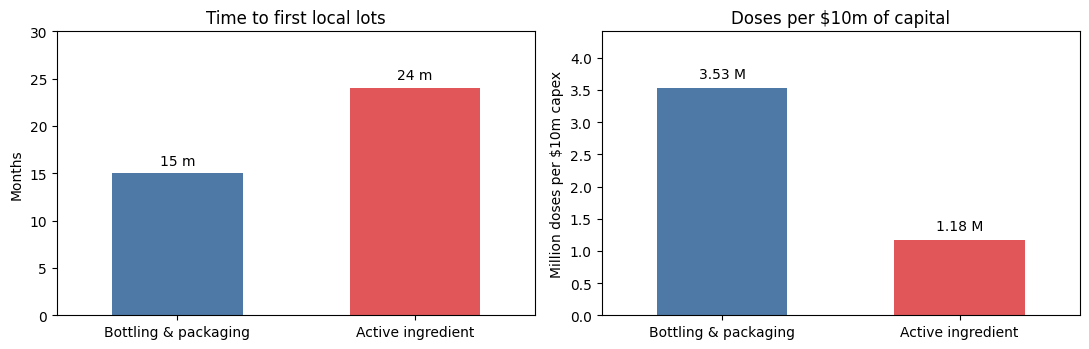 Time to first local lots
Months
30
25
20
15
10
5
0
15 m
24 m
Bottling & packaging
Active ingredient
Doses per $10m of capital
Million doses per $10m capex
4.0
3.5
3.0
2.5
2.0
1.5
1.0
0.5
0.0
3.53 M
1.18 M
Bottling & packaging
Active ingredient